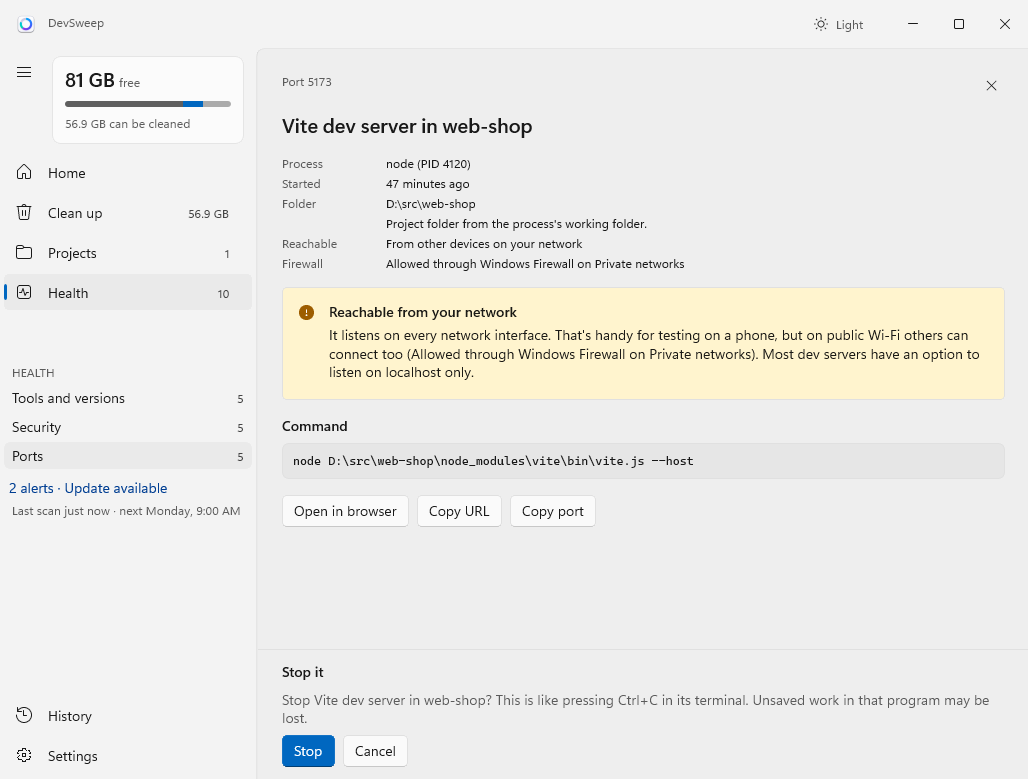 DevSweep
Light
81 GB free
56.9 GB can be cleaned
Home
Clean up 56.9 GB
Projects 1
Health 10
HEALTH
Tools and versions 5
Security 5
Ports 5
2 alerts · Update available
Last scan just now · next Monday, 9:00 AM
History
Settings
Port 5173
Vite dev server in web-shop
Process node (PID 4120)
Started 47 minutes ago
Folder D:\src\web-shop
Project folder from the process's working folder.
Reachable From other devices on your network
Firewall Allowed through Windows Firewall on Private networks
Reachable from your network
It listens on every network interface. That's handy for testing on a phone, but on public Wi-Fi others can
connect too (Allowed through Windows Firewall on Private networks). Most dev servers have an option to
listen on localhost only.
Command
node D:\src\web-shop\node_modules\vite\bin\vite.js --host
Open in browser Copy URL Copy port
Stop it
Stop Vite dev server in web-shop? This is like pressing Ctrl+C in its terminal. Unsaved work in that program may be
lost.
Stop Cancel